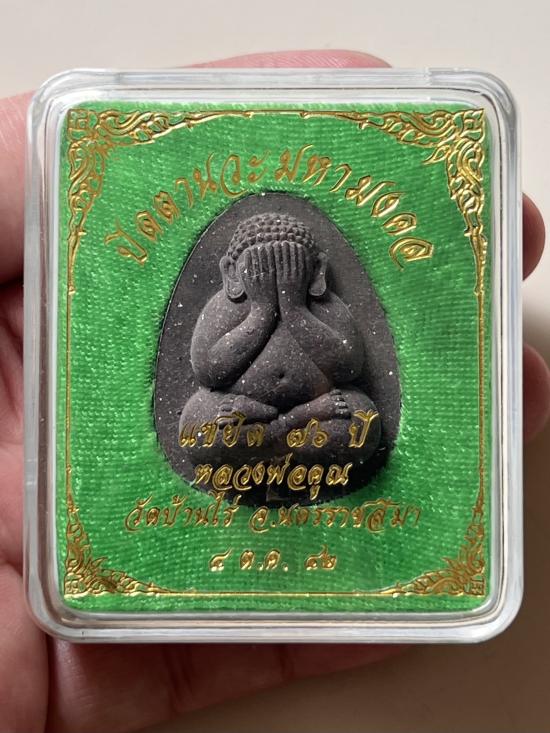 ปิดตานวะมหามงคล
แซยิด ๗๖ ปี
หลวงพ่อคูณ
วัดบ้านไร่ อ.นครราชสีมา
๔ ต.ค. ๔๒